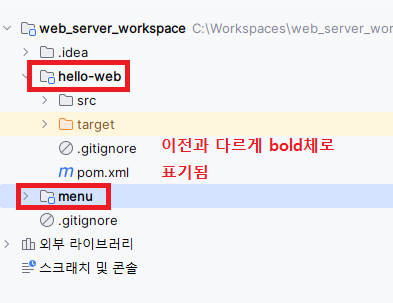 web_server_workspace C:\Workspaces\web_server_wor
.idea
hello-web
src
target
.gitignore 이전과 다르게 bold체로
pom.xml 표기됨
menu
.gitignore
외부 라이브러리
스크래치 및 콘솔